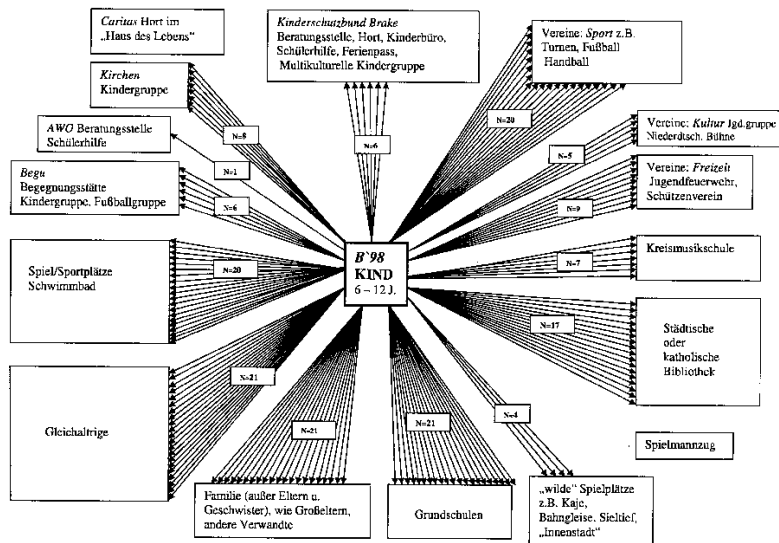 Caritas Hort im
„Haus des Lebens“
Kirchen
Kindergruppe
AWO Beratungsstelle
Schülerhilfe
Begu
Begegnungsstätte
Kindergruppe, Fußballgruppe
Spiel/Sportplätze
Schwimmbad
Gleichaltrige
Kinderschutzbund Brake
Beratungsstelle, Hort, Kinderbüro,
Schülerhilfe, Ferienpass,
Multikulturelle Kindergruppe
Vereine: Sport z.B.
Turnen, Fußball
Handball
Vereine: Kultur Jgd.gruppe
Niederdtsch. Bühne
Vereine: Freizeit
Jugendfeuerwehr,
Schützenverein
Kreismusikschule
Städtische
oder
katholische
Bibliothek
Spielmannzug
B`98
KIND
6 – 12 J.
N=8
N=1
N=6
N=20
N=21
N=6
N=20
N=5
N=9
N=7
N=17
N=4
N=21
N=21
Familie (außer Eltern u.
Geschwister), wie Großeltern,
andere Verwandte
Grundschulen
„wilde“ Spielplätze
z.B. Kaje,
Bahngleise, Sieltief,
„Innenstadt“